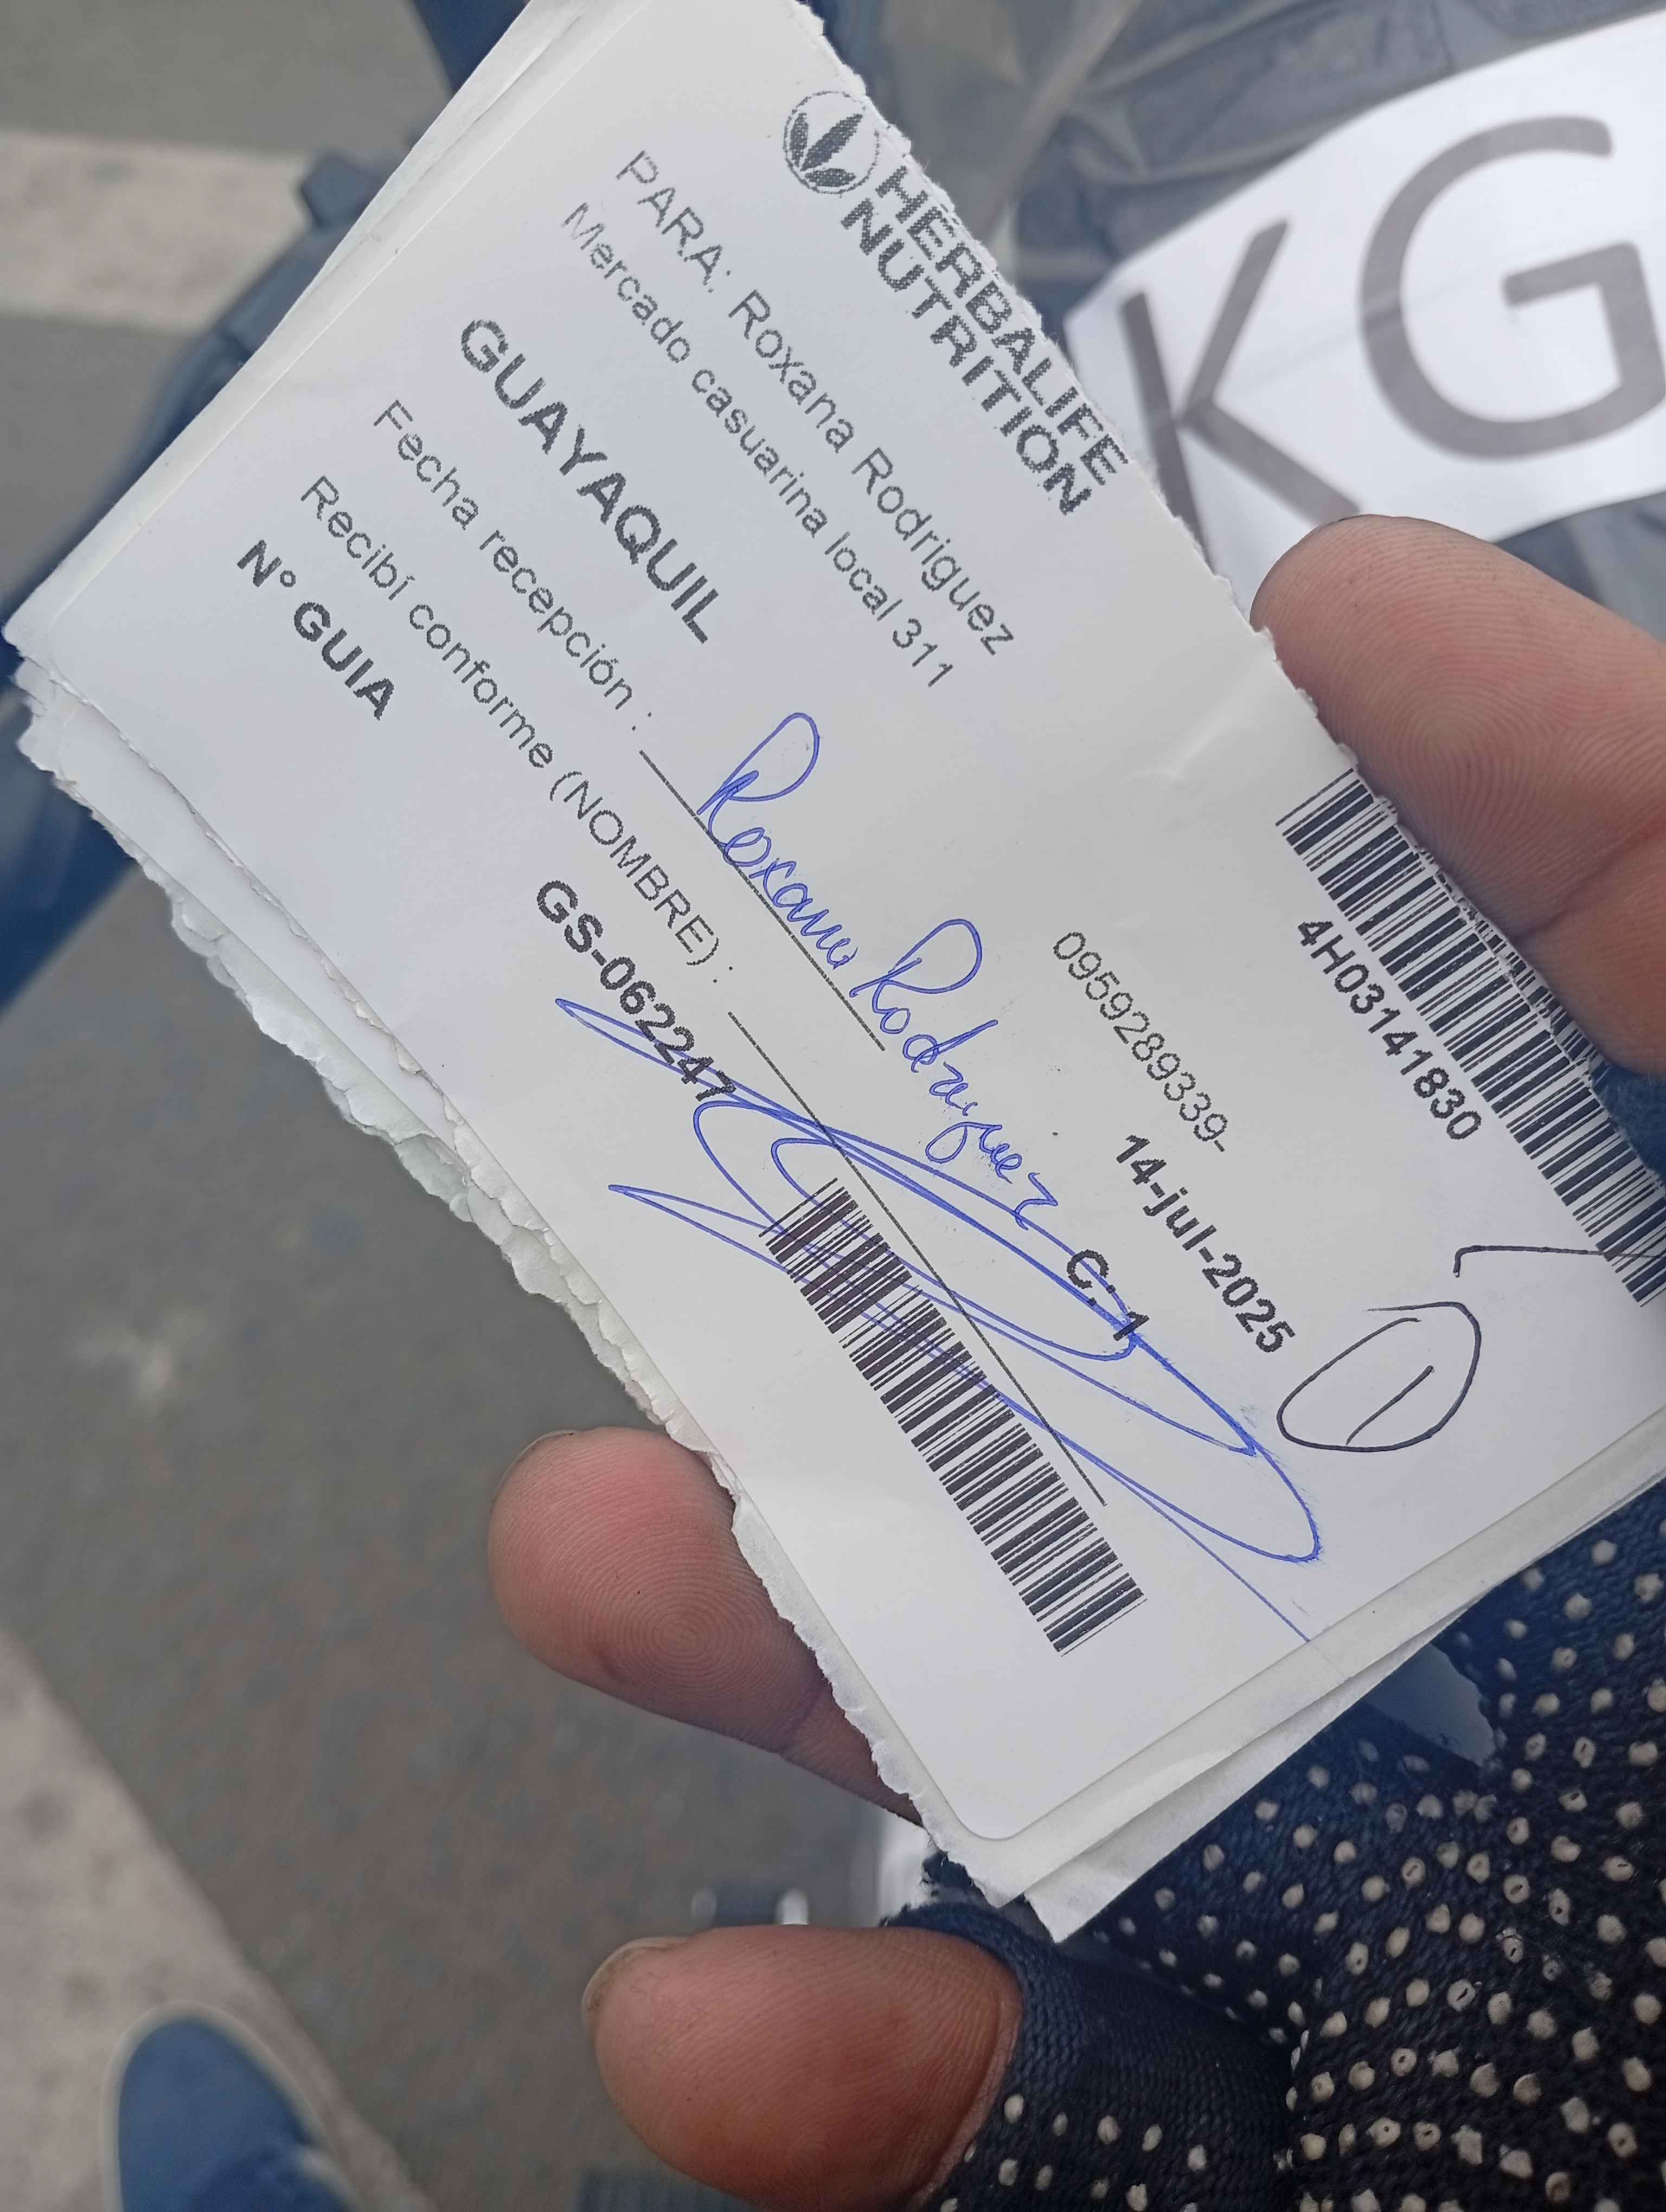 HERBALIFE
NUTRITION
4H03141830
PARA: Roxana Rodriguez
Mercado casuarina local 311
0959289339-
GUAYAQUIL
14-jul-2025
1
Fecha recepción :
Roxana Rodriguez
C: 1
Recibí conforme (NOMBRE) :
N° GUIA
GS-062247
KG